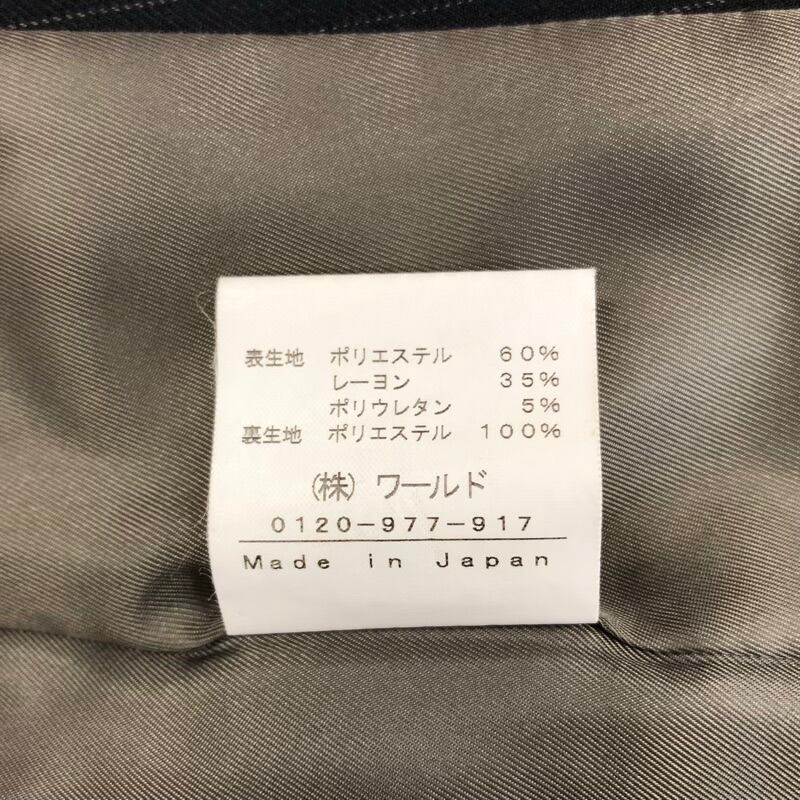 表生地 ポリエステル 60%
レーヨン 35%
ポリウレタン 5%
裏生地 ポリエステル 100%
(株) ワールド
0120-977-917
Made in Japan